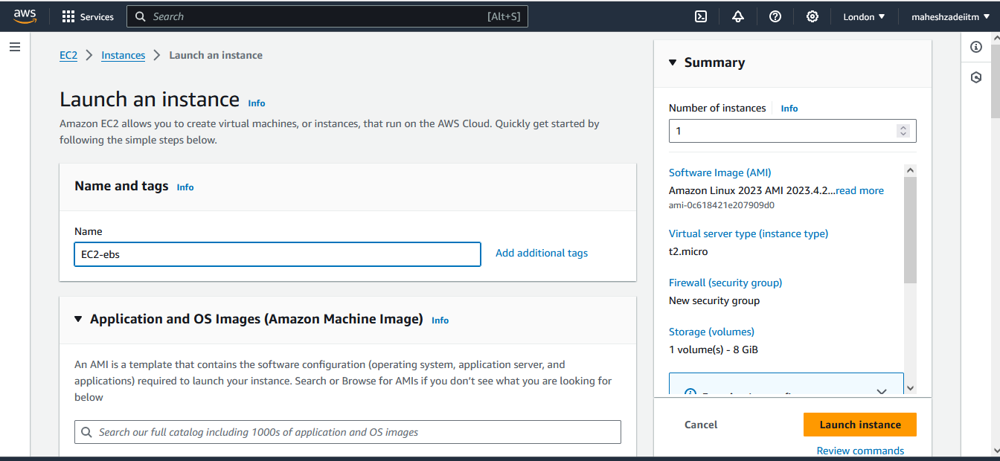 aws
Services
Search
[Alt+S]
London
maheshzadeiitm
EC2
Instances
Launch an instance
Launch an instance
Info
Amazon EC2 allows you to create virtual machines, or instances, that run on the AWS Cloud. Quickly get started by
following the simple steps below.
Name and tags
Info
Name
EC2-ebs
Add additional tags
Application and OS Images (Amazon Machine Image)
Info
An AMI is a template that contains the software configuration (operating system, application server, and
applications) required to launch your instance. Search or Browse for AMIs if you don’t see what you are looking for
below
Search our full catalog including 1000s of application and OS images
Summary
Number of instances
Info
1
Software Image (AMI)
Amazon Linux 2023 AMI 2023.4.2...read more
ami-0c618421e207909d0
Virtual server type (instance type)
t2.micro
Firewall (security group)
New security group
Storage (volumes)
1 volume(s) - 8 GiB
Cancel
Launch instance
Review commands